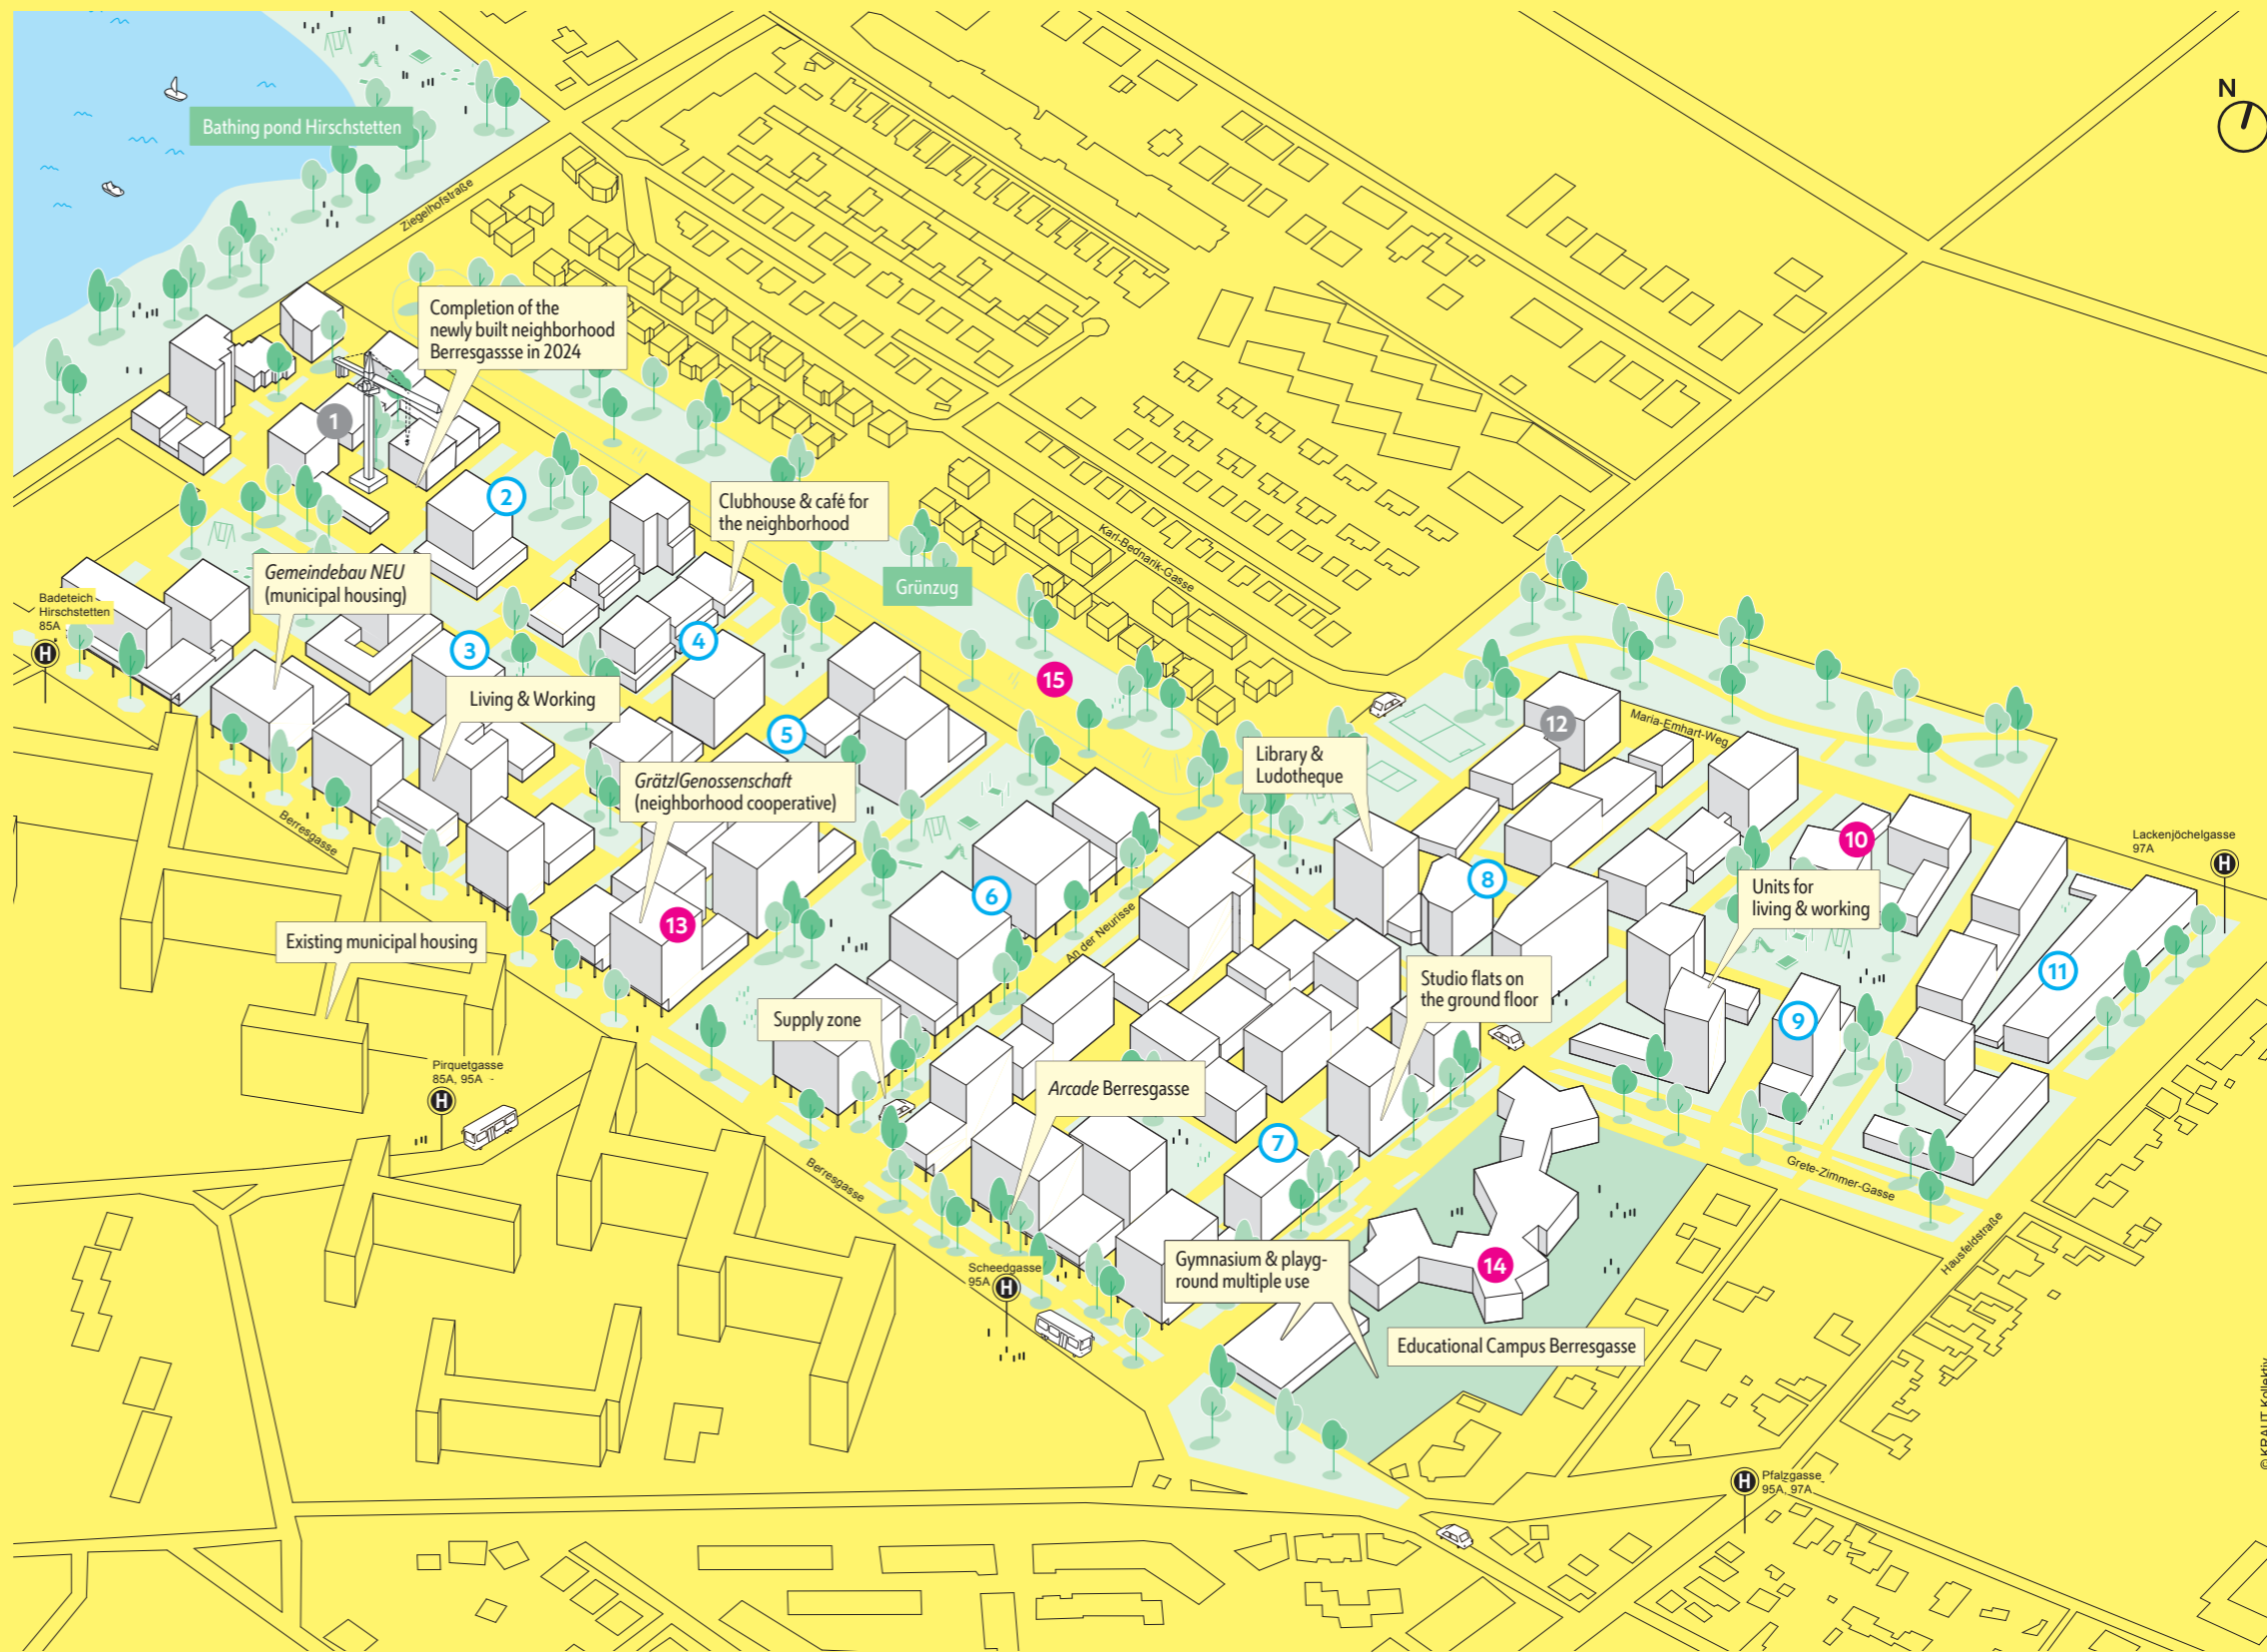 N
Bathing pond Hirschstetten
Ziegelhofstraße
Completion of the
newly built neighborhood
Berresgassse in 2024
1
2
Clubhouse & café for
the neighborhood
Karl-Bednarik-Gasse
Grünzug
Gemeindebau NEU
(municipal housing)
Badeteich
Hirschstetten
85A
H
3
4
Living & Working
15
5
12
Maria-Emhart-Weg
Library &
Ludotheque
GrätzlGenossenschaft
(neighborhood cooperative)
Berresgasse
10
Lackenjöchelgasse
97A
H
8
6
Units for
living & working
13
An der Neurisse
Existing municipal housing
11
Studio flats on
the ground floor
Supply zone
9
Pirquetgasse
85A, 95A -
H
Arcade Berresgasse
7
Berresgasse
Grete-Zimmer-Gasse
Hausfeldstraße
Scheedgasse
95A
H
Gymnasium & playg-
round multiple use
14
Educational Campus Berresgasse
Pfalzgasse
95A, 97A
H
© KRAUT Kollektiv